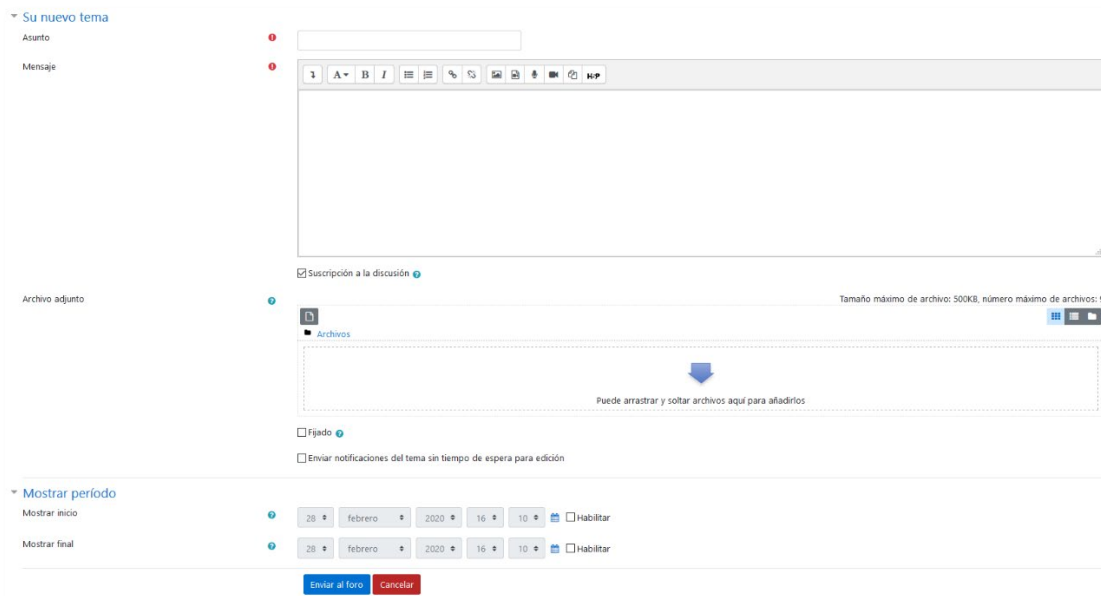 Su nuevo tema
Asunto
Mensaje
A B I H-P
Suscripción a la discusión
Archivo adjunto
Tamaño máximo de archivo: 500KB, número máximo de archivos:
Archivos
Puede arrastrar y soltar archivos aquí para añadirlos
Fijado
Enviar notificaciones del tema sin tiempo de espera para edición
Mostrar período
Mostrar inicio 28 febrero 2020 16 10 Habilitar
Mostrar final 28 febrero 2020 16 10 Habilitar
Enviar al foro Cancelar